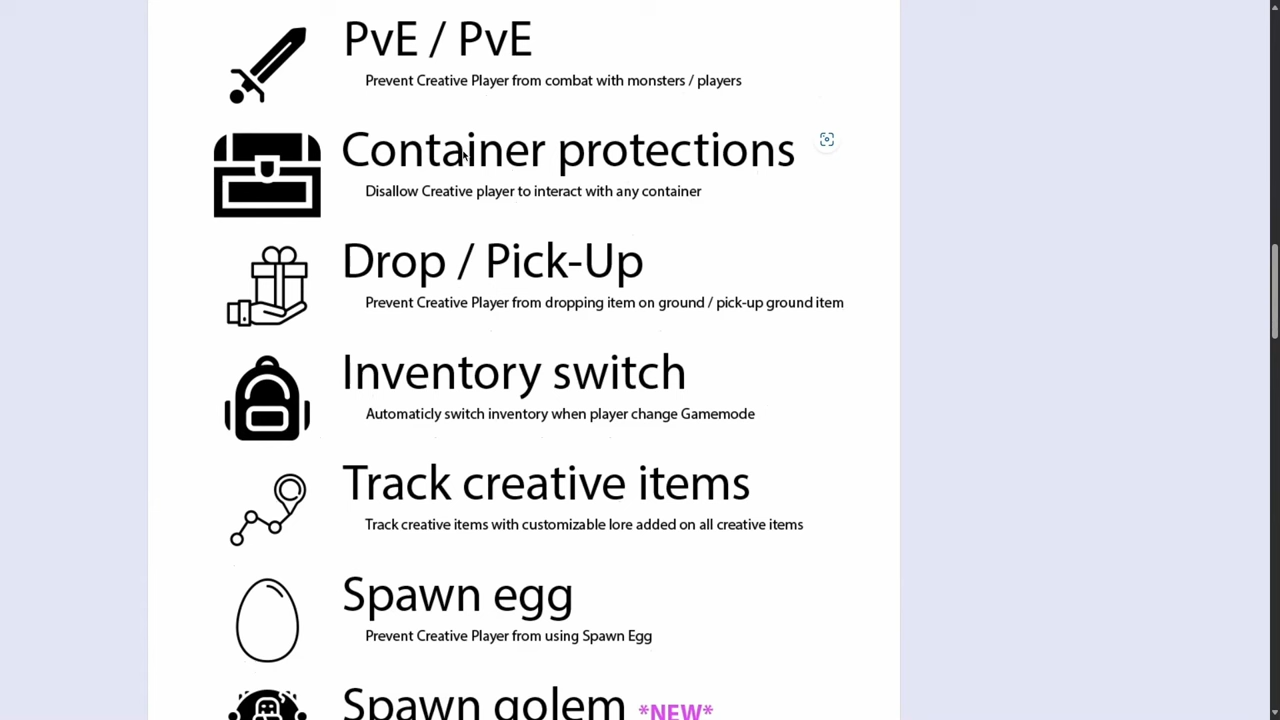 PvE / PvE
Prevent Creative Player from combat with monsters / players
Container protections
Disallow Creative player to interact with any container
Drop / Pick-Up
Prevent Creative Player from dropping item on ground / pick-up ground item
Inventory switch
Automaticly switch inventory when player change Gamemode
Track creative items
Track creative items with customizable lore added on all creative items
Spawn egg
Prevent Creative Player from using Spawn Egg
Spawn golem *NEW*